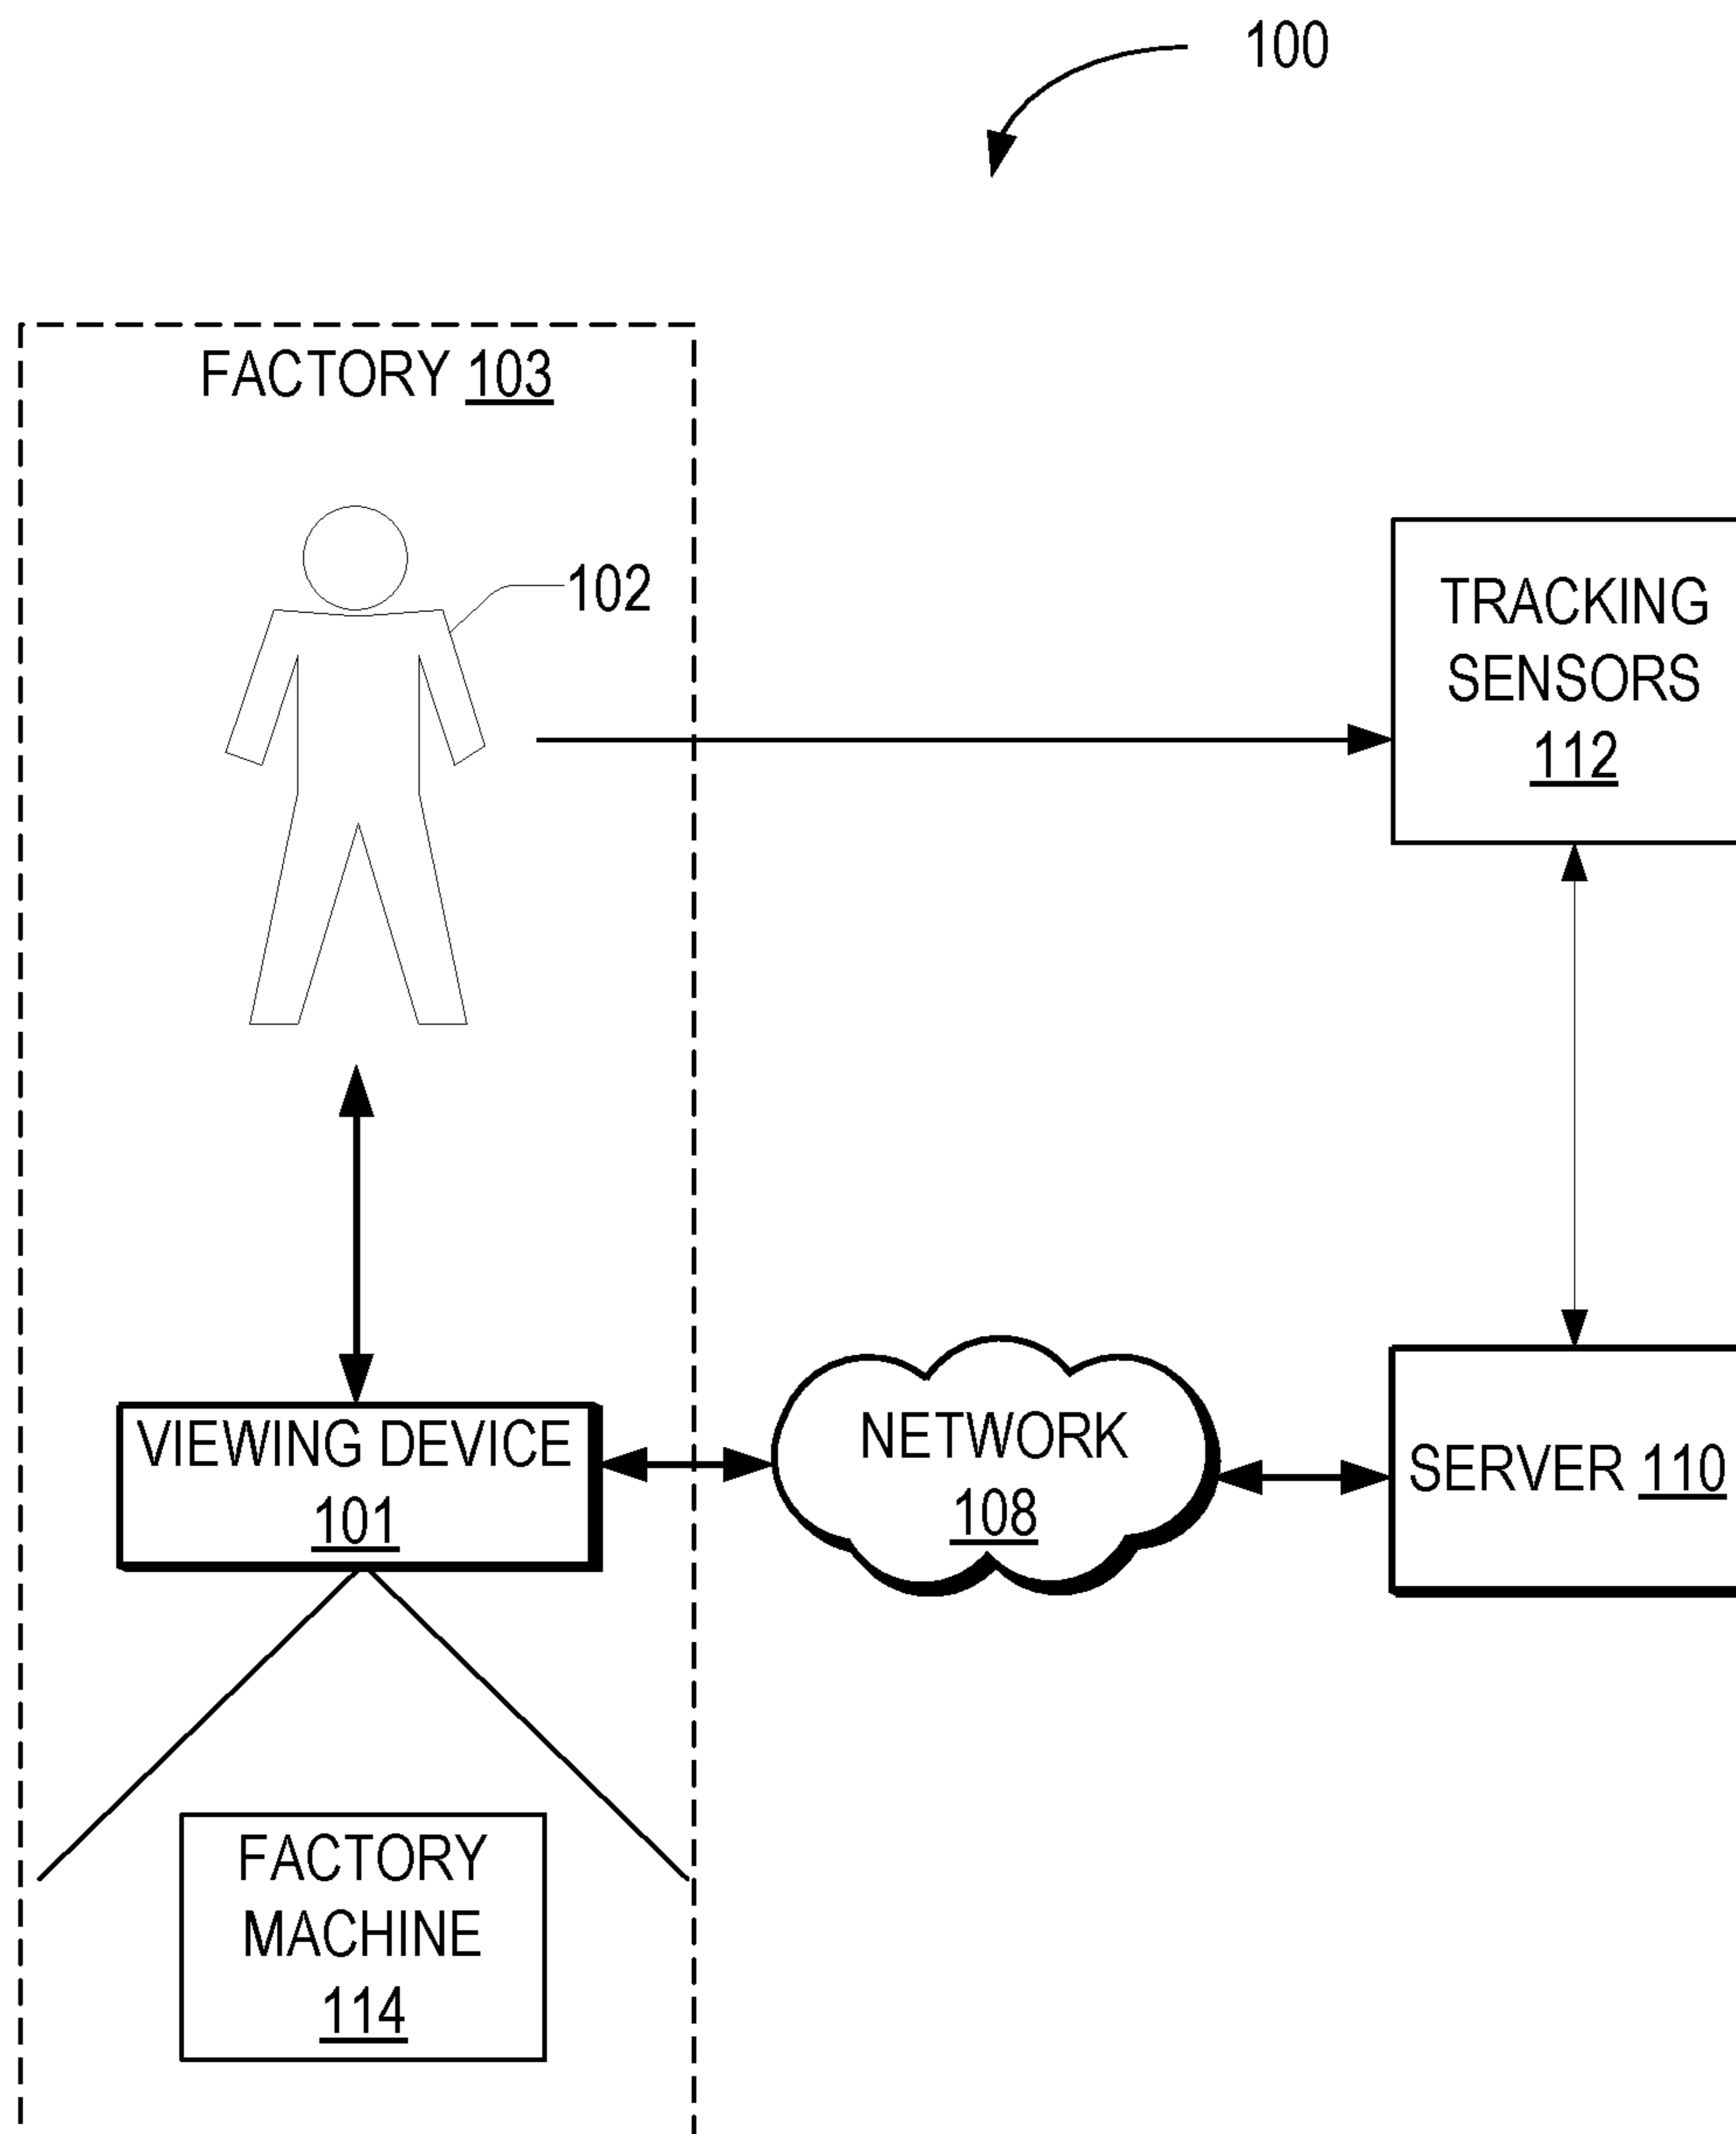 100
FACTORY 103
102
TRACKING
SENSORS
112
VIEWING DEVICE
101
NETWORK
108
SERVER 110
FACTORY
MACHINE
114